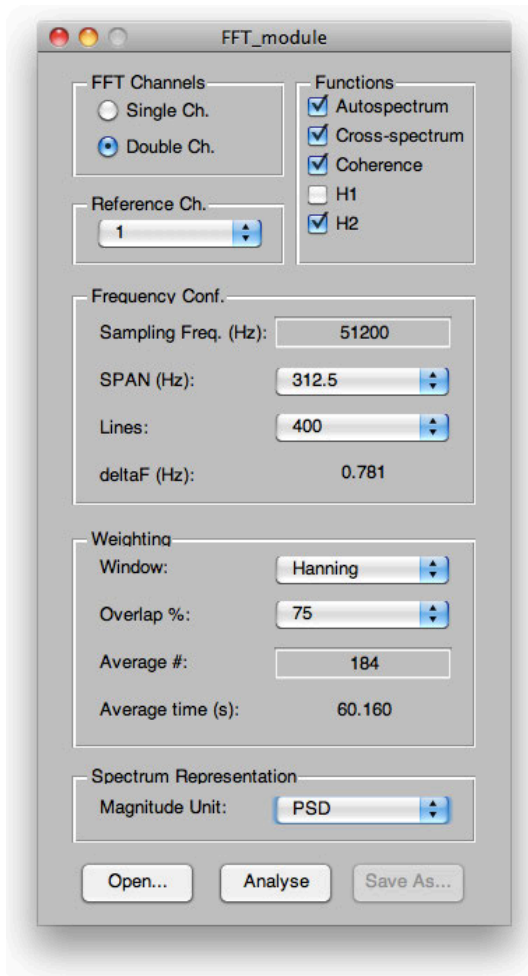 FFT_module
FFT Channels
Single Ch.
Double Ch.
Reference Ch.
1
Functions
Autospectrum
Cross-spectrum
Coherence
H1
H2
Frequency Conf.
Sampling Freq. (Hz): 51200
SPAN (Hz): 312.5
Lines: 400
deltaF (Hz): 0.781
Weighting
Window: Hanning
Overlap %: 75
Average #: 184
Average time (s): 60.160
Spectrum Representation
Magnitude Unit: PSD
Open... Analyse Save As...